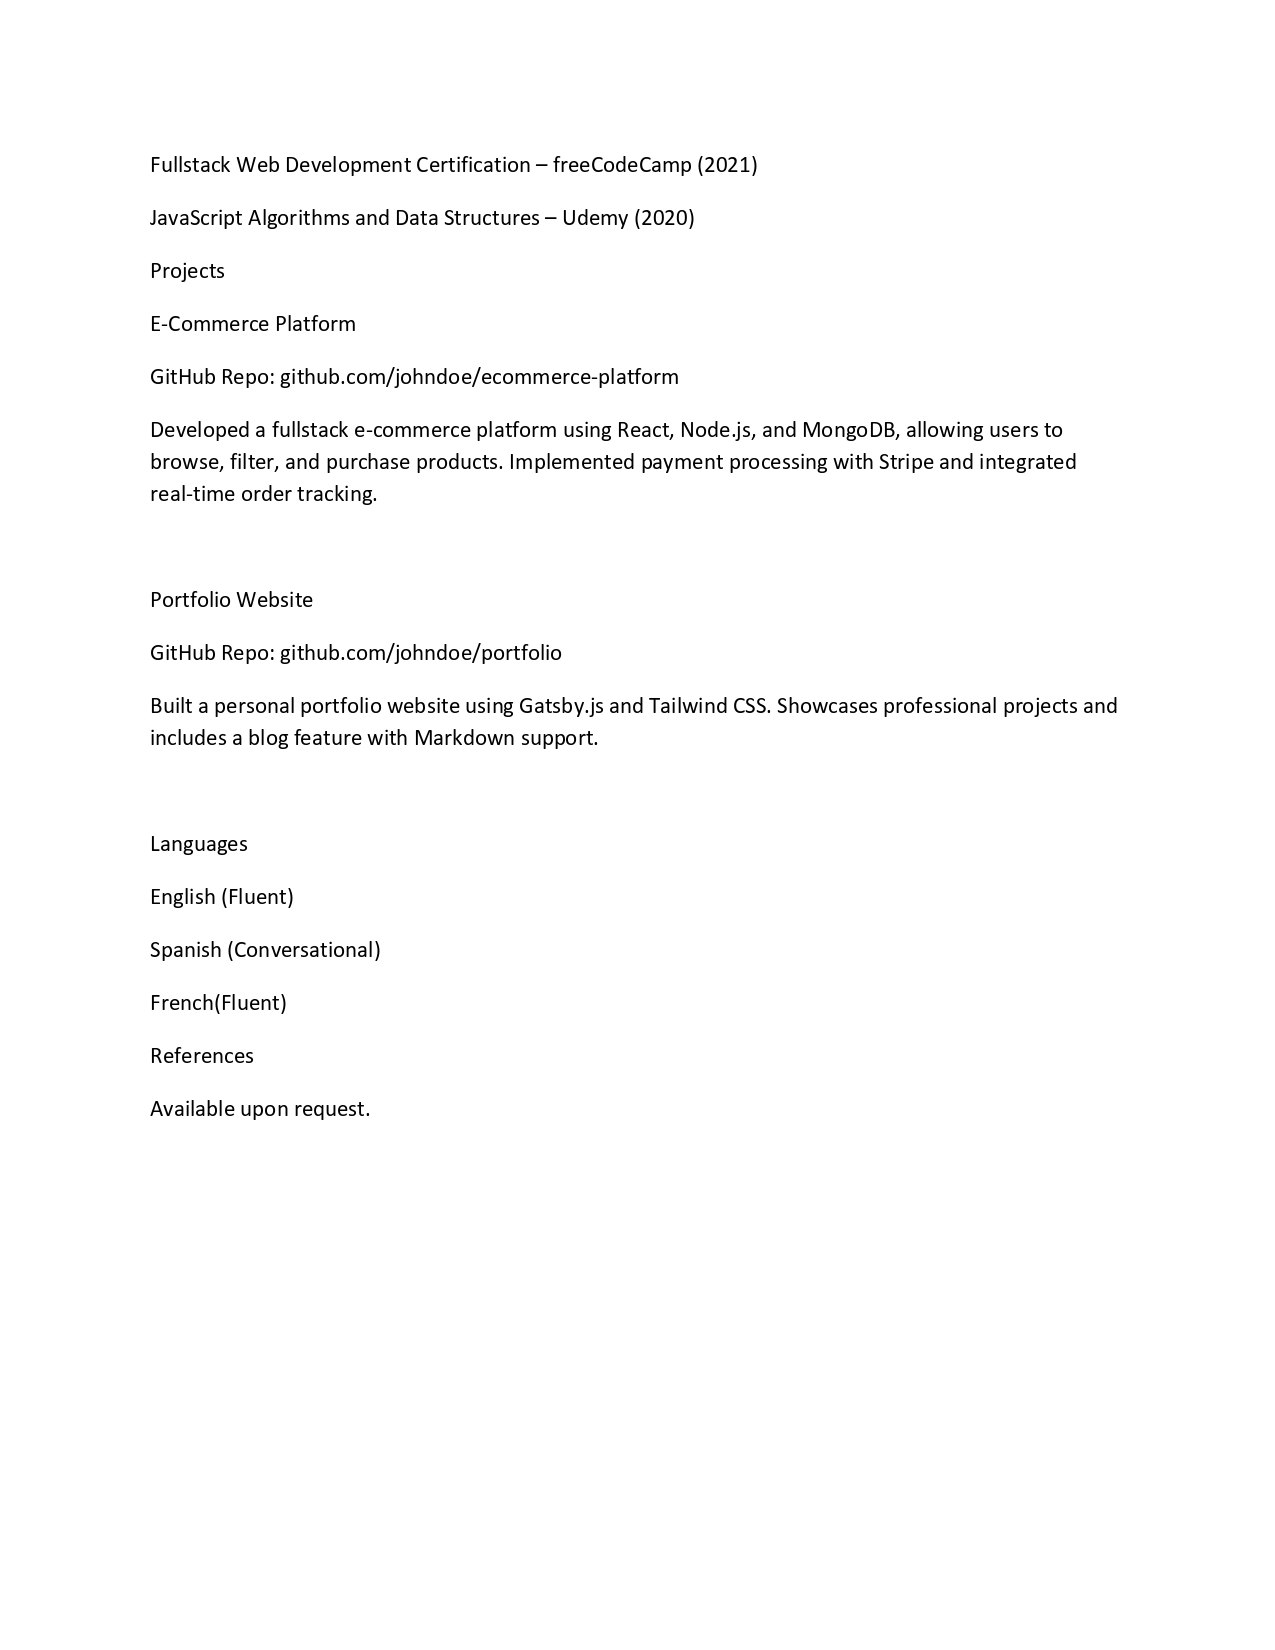 Fullstack Web Development Certification – freeCodeCamp (2021)
JavaScript Algorithms and Data Structures – Udemy (2020)
Projects
E-Commerce Platform
GitHub Repo: github.com/johndoe/ecommerce-platform
Developed a fullstack e-commerce platform using React, Node.js, and MongoDB, allowing users to
browse, filter, and purchase products. Implemented payment processing with Stripe and integrated
real-time order tracking.
Portfolio Website
GitHub Repo: github.com/johndoe/portfolio
Built a personal portfolio website using Gatsby.js and Tailwind CSS. Showcases professional projects and
includes a blog feature with Markdown support.
Languages
English (Fluent)
Spanish (Conversational)
French(Fluent)
References
Available upon request.